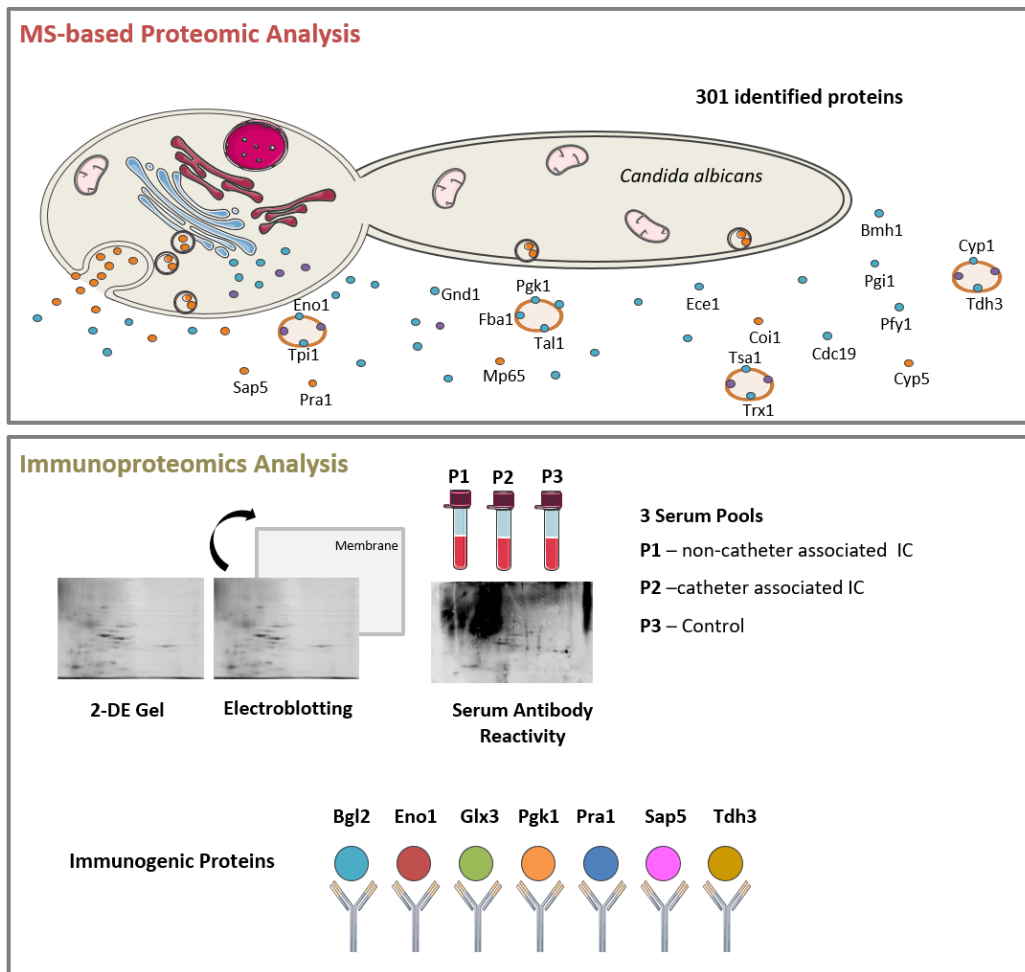 MS-based Proteomic Analysis
301 identified proteins
Candida albicans
Bmh1
Cyp1
Pgi1
Tdh3
Eno1
Gnd1
Pgk1
Ece1
Fba1
Pfy1
Tpi1
Tal1
Coi1
Cdc19
Tsa1
Sap5
Mp65
Cyp5
Pra1
Trx1
Immunoproteomics Analysis
P1 P2 P3
3 Serum Pools
Membrane
P1 – non-catheter associated IC
P2 –catheter associated IC
P3 – Control
2-DE Gel
Electroblotting
Serum Antibody
Reactivity
Bgl2 Eno1 Glx3 Pgk1 Pra1 Sap5 Tdh3
Immunogenic Proteins